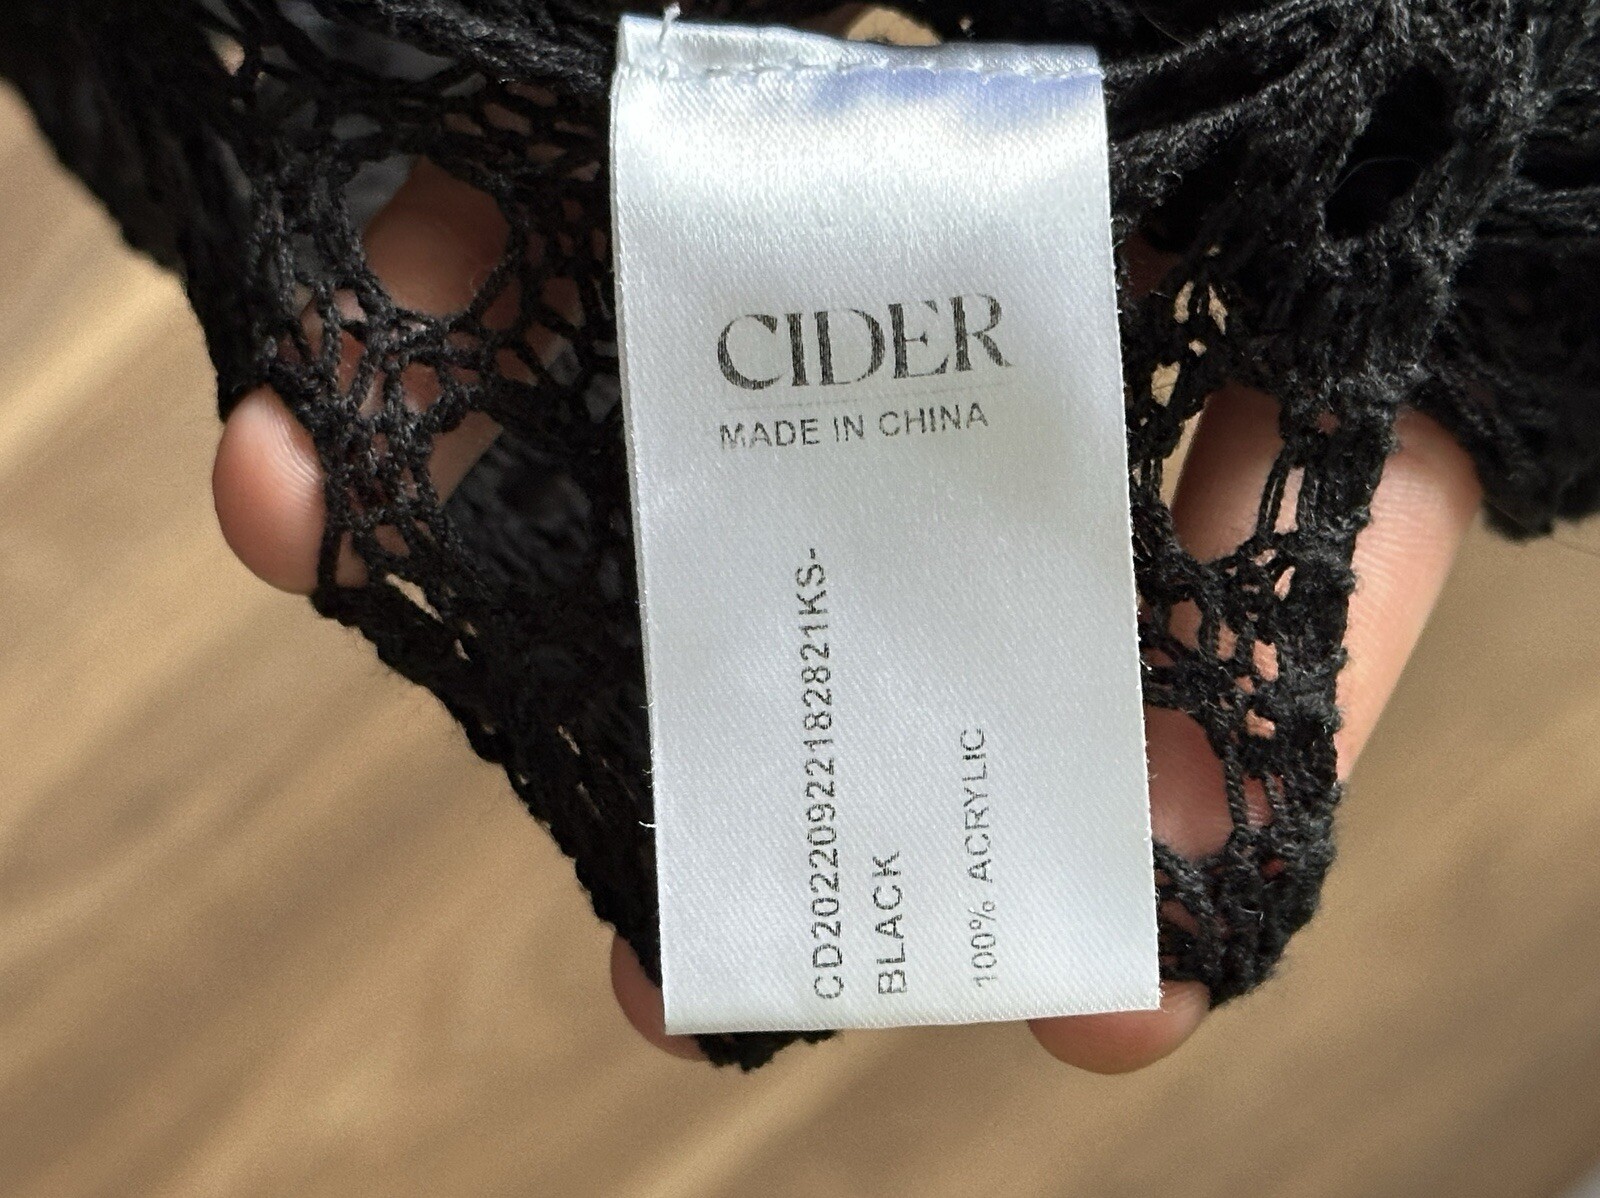 CIDER
MADE IN CHINA
CD20220922182821KS-
BLACK
100% ACRYLIC